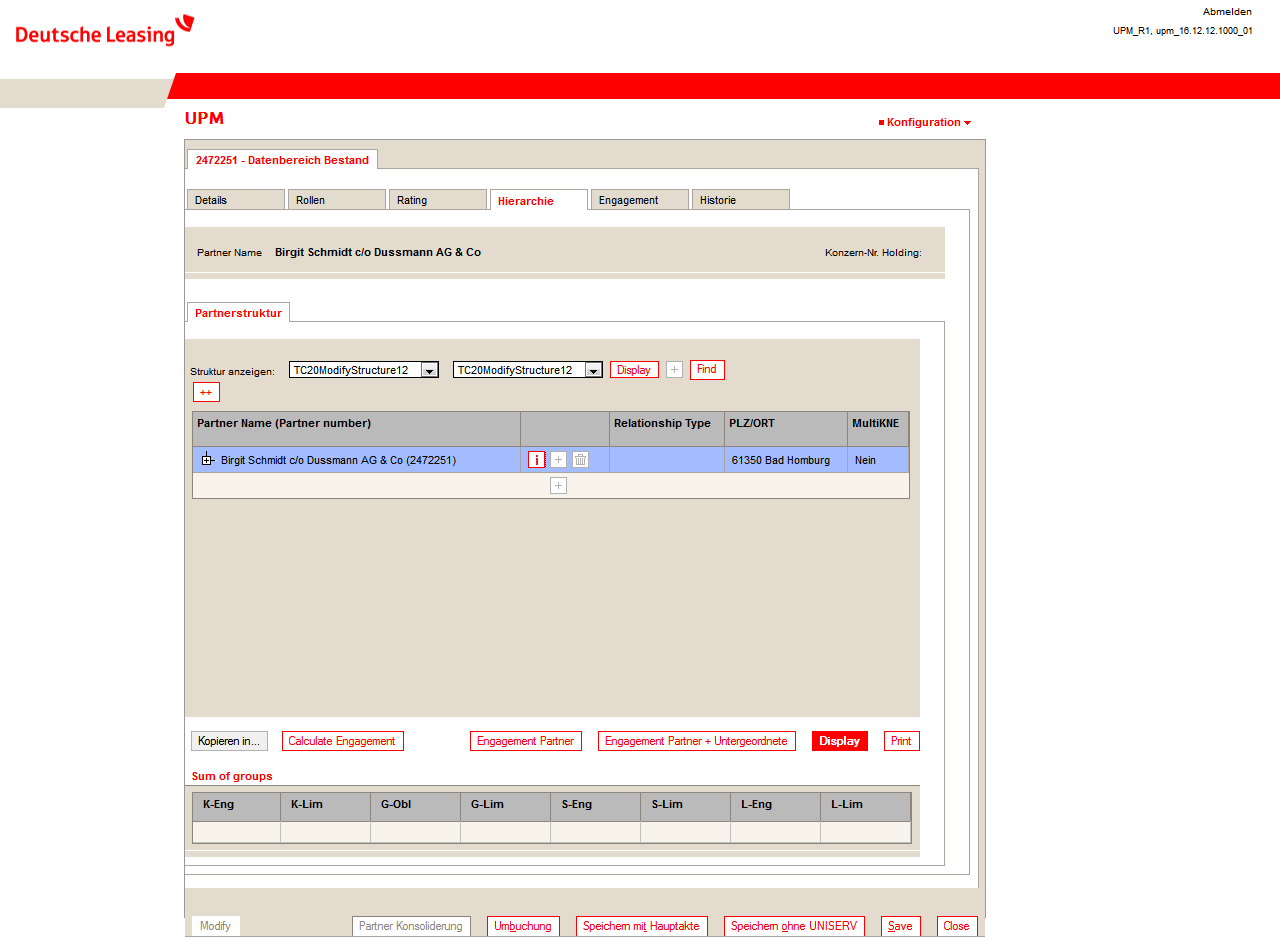 Deutsche Leasing
Abmelden
UPM_R1, upm_16.12.12.1000_01
UPM
Konfiguration
2472251 - Datenbereich Bestand
Details Rollen Rating Hierarchie Engagement Historie
Partner Name Birgit Schmidt c/o Dussmann AG & Co Konzern-Nr. Holding:
Partnerstruktur
Struktur anzeigen: TC20ModifyStructure12 TC20ModifyStructure12 Display + Find
++
Partner Name (Partner number) Relationship Type PLZ/ORT MultiKNE
Birgit Schmidt c/o Dussmann AG & Co (2472251) i + 61350 Bad Homburg Nein
+
Kopieren in... Calculate Engagement Engagement Partner Engagement Partner + Untergeordnete Display Print
Sum of groups
K-Eng K-Lim G-Obl G-Lim S-Eng S-Lim L-Eng L-Lim
Modify Partner Konsoliderung Umbuchung Speichern mit Hauptakte Speichern ohne UNISERV Save Close